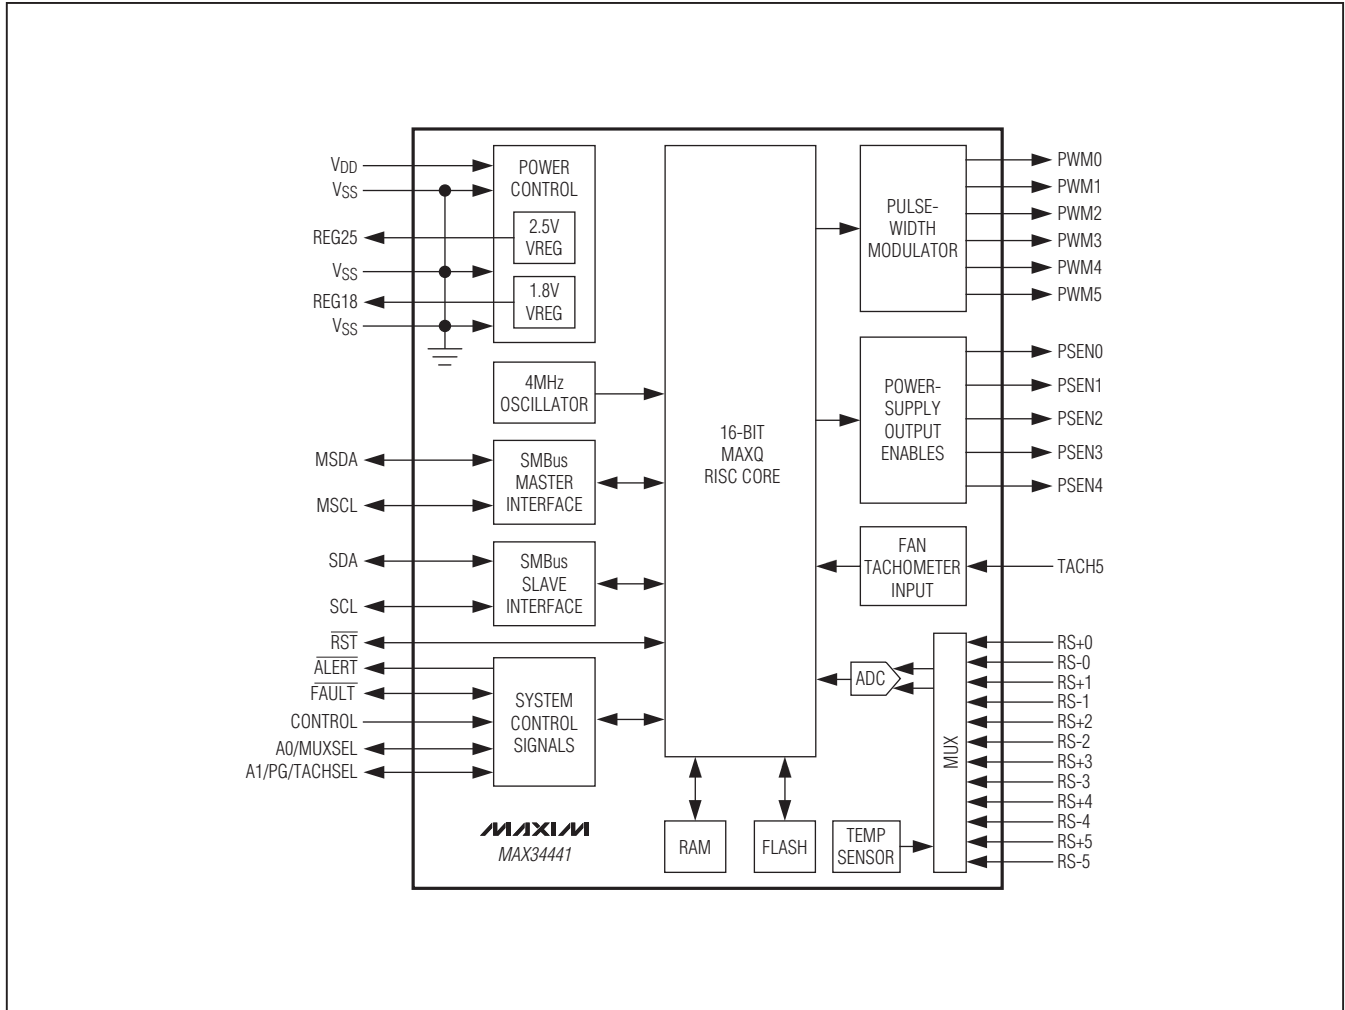 VDD
VSS
REG25
VSS
REG18
VSS
POWER
CONTROL
2.5V
VREG
1.8V
VREG
4MHz
OSCILLATOR
MSDA
MSCL
SMBus
MASTER
INTERFACE
SDA
SCL
SMBus
SLAVE
INTERFACE
RST
ALERT
FAULT
CONTROL
A0/MUXSEL
A1/PG/TACHSEL
SYSTEM
CONTROL
SIGNALS
MAXIM
MAX34441
16-BIT
MAXQ
RISC CORE
RAM
FLASH
PULSE-
WIDTH
MODULATOR
PWM0
PWM1
PWM2
PWM3
PWM4
PWM5
POWER-
SUPPLY
OUTPUT
ENABLES
PSEN0
PSEN1
PSEN2
PSEN3
PSEN4
FAN
TACHOMETER
INPUT
TACH5
ADC
MUX
TEMP
SENSOR
RS+0
RS-0
RS+1
RS-1
RS+2
RS-2
RS+3
RS-3
RS+4
RS-4
RS+5
RS-5